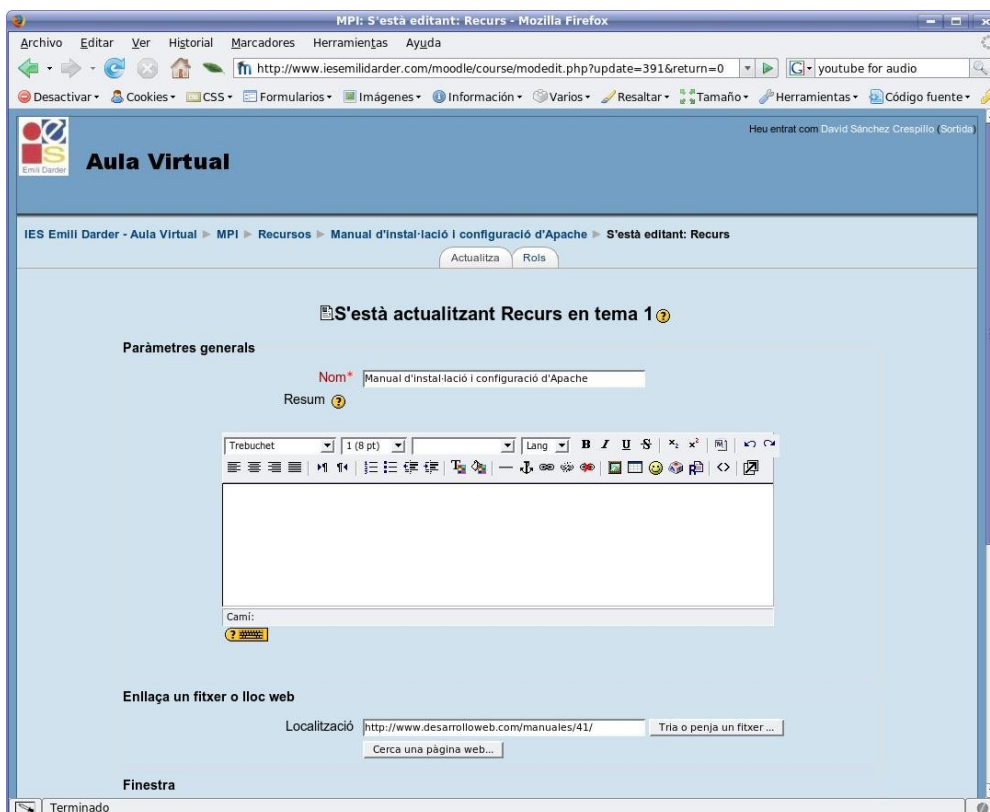 MPI: S'està editant: Recurs - Mozilla Firefox
Archivo Editar Ver Historial Marcadores Herramientas Ayuda
http://www.iesemilidarder.com/moodle/course/modedit.php?update=391&return=0 youtube for audio
Desactivar Cookies CSS Formularios Imágenes Información Varios Resaltar Tamaño Herramientas Código fuente
Heu entrat com David Sánchez Crespillo (Sortida)
Emili Darder
Aula Virtual
IES Emili Darder - Aula Virtual MPI Recursos Manual d'instal·lació i configuració d'Apache S'està editant: Recurs
Actualitza Rols
S'està actualitzant Recurs en tema 1
Paràmetres generals
Nom* Manual d'instal·lació i configuració d'Apache
Resum
Trebuchet 1 (8 pt) Lang B I U S x₂ x²
Camí:
Enllaça un fitxer o lloc web
Localització http://www.desarrolloweb.com/manuales/41/ Tria o penja un fitxer ...
Cerca una pàgina web...
Finestra
Terminado